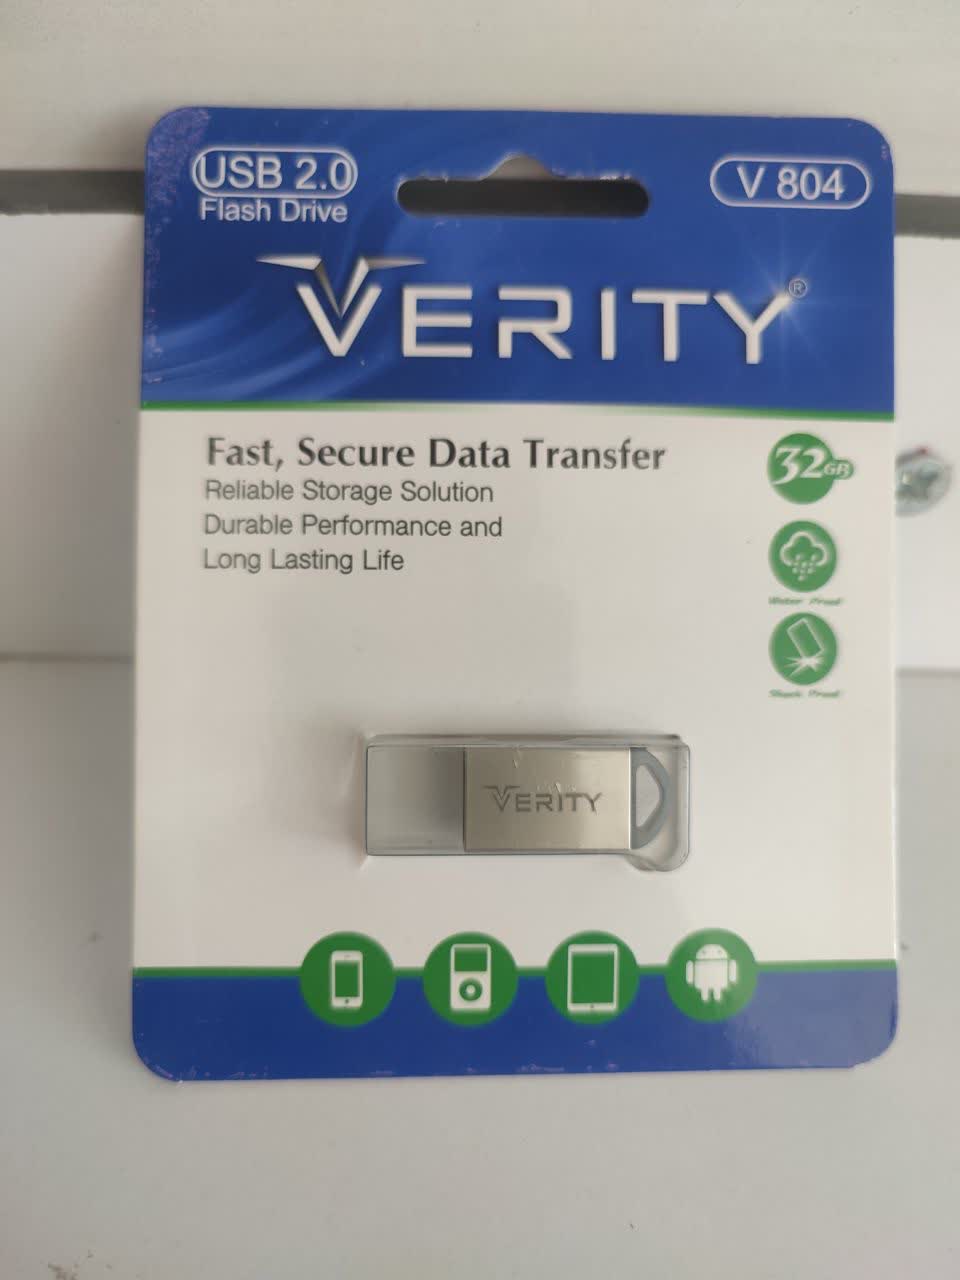 USB 2.0
Flash Drive
V 804
VERITY®
Fast, Secure Data Transfer
Reliable Storage Solution
Durable Performance and
Long Lasting Life
32GB
Water Proof
Shock Proof
VERITY